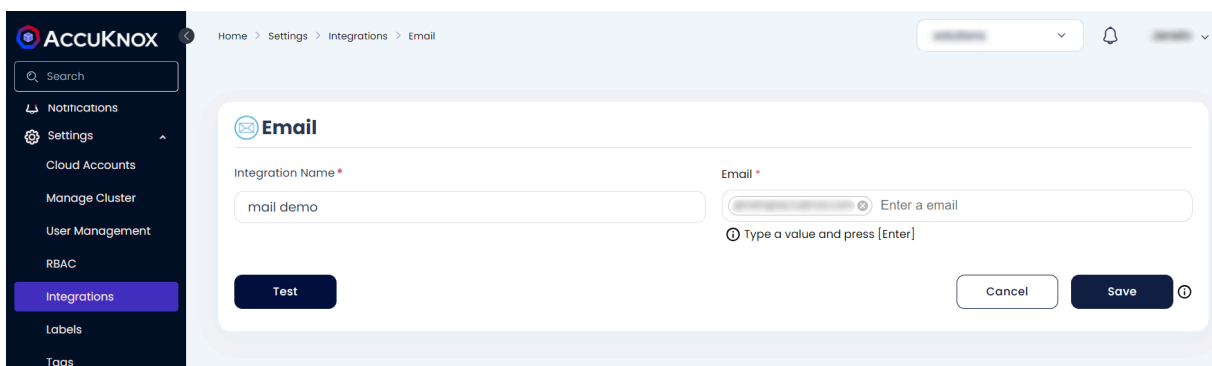 ACCUKNOX
Home > Settings > Integrations > Email
Search
Notifications
Settings
Cloud Accounts
Manage Cluster
User Management
RBAC
Integrations
Labels
Tags
Email
Integration Name *
mail demo
Email *
Enter a email
Type a value and press [Enter]
Test
Cancel
Save